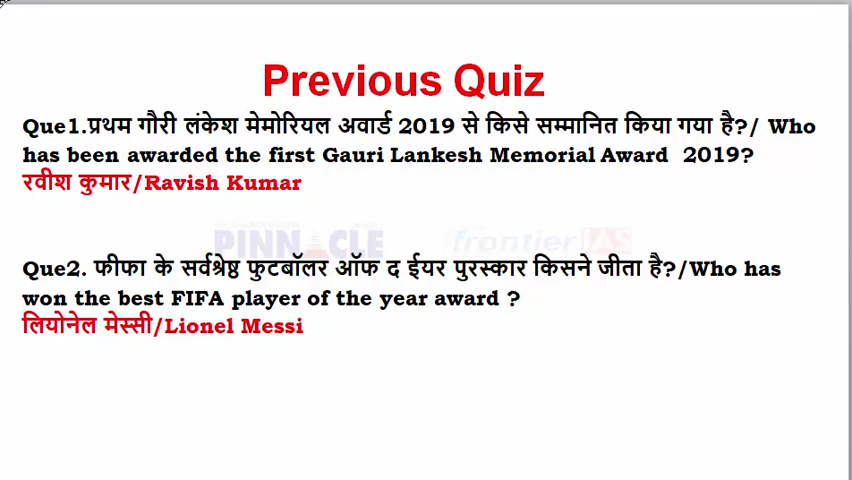 Previous Quiz
Que1.प्रथम गौरी लंकेश मेमोरियल अवार्ड 2019 से किसे सम्मानित किया गया है?/ Who
has been awarded the first Gauri Lankesh Memorial Award 2019?
रवीश कुमार/Ravish Kumar
PINNACLE frontier IAS
Que2. फीफा के सर्वश्रेष्ठ फुटबॉलर ऑफ द ईयर पुरस्कार किसने जीता है?/Who has
won the best FIFA player of the year award ?
लियोनेल मेस्सी/Lionel Messi